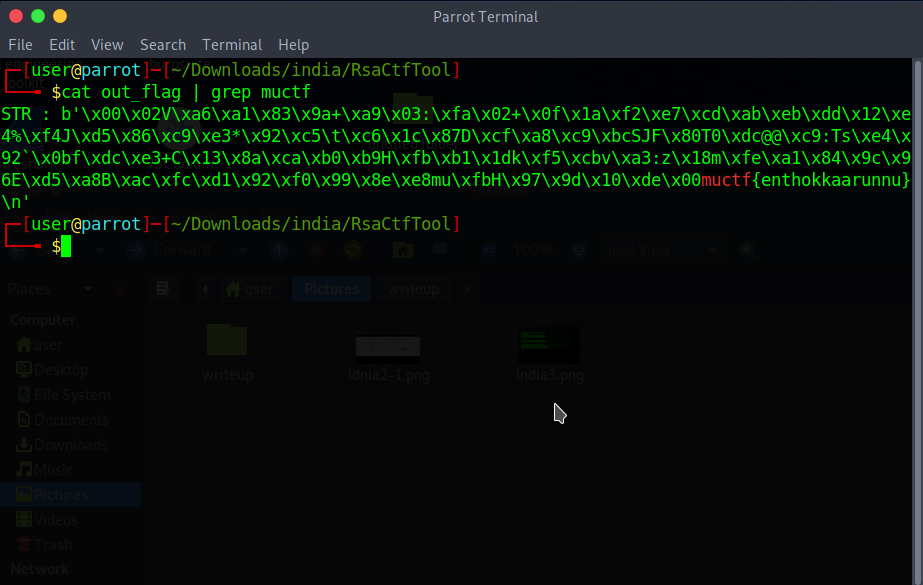 Parrot Terminal
File Edit View Search Terminal Help
[user@parrot]─[~/Downloads/india/RsaCtfTool]
$cat out_flag | grep muctf
STR : b'\x00\x02V\xa6\xa1\x83\x9a+\xa9\x03:\xfa\x02+\x0f\x1a\xf2\xe7\xcd\xab\xeb\xdd\x12\xe
4%\xf4J\xd5\x86\xc9\xe3*\x92\xc5\t\xc6\x1c\x87D\xcf\xa8\xc9\xbcSJF\x80T0\xdc@@\xc9:Ts\xe4\x
92`\x0bf\xdc\xe3+C\x13\x8a\xca\xb0\xb9H\xfb\xb1\x1dk\xf5\xcbv\xa3:z\x18m\xfe\xa1\x84\x9c\x9
6E\xd5\xa8B\xac\xfc\xd1\x92\xf0\x99\x8e\xe8mu\xfbH\x97\x9d\x10\xde\x00muctf{enthokkaarunnu}
\n'
[user@parrot]─[~/Downloads/india/RsaCtfTool]
$
Forward 100% Icon View
Places user Pictures writeup
Computer
user
Desktop
File System
Documents
Downloads
Music
Pictures
Videos
Trash
Network
writeup idnia2-1.png india3.png